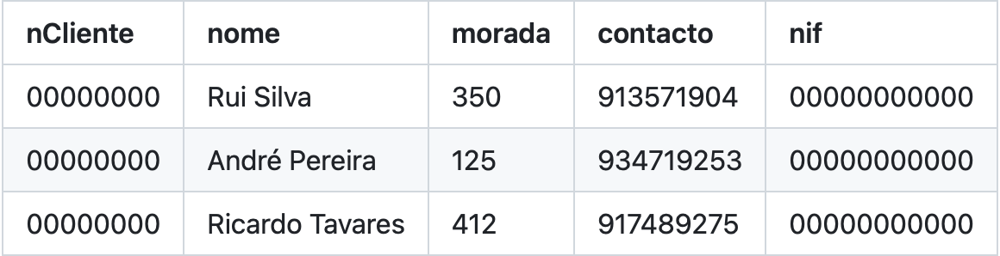 nCliente nome morada contacto nif
00000000 Rui Silva 350 913571904 00000000000
00000000 André Pereira 125 934719253 00000000000
00000000 Ricardo Tavares 412 917489275 00000000000